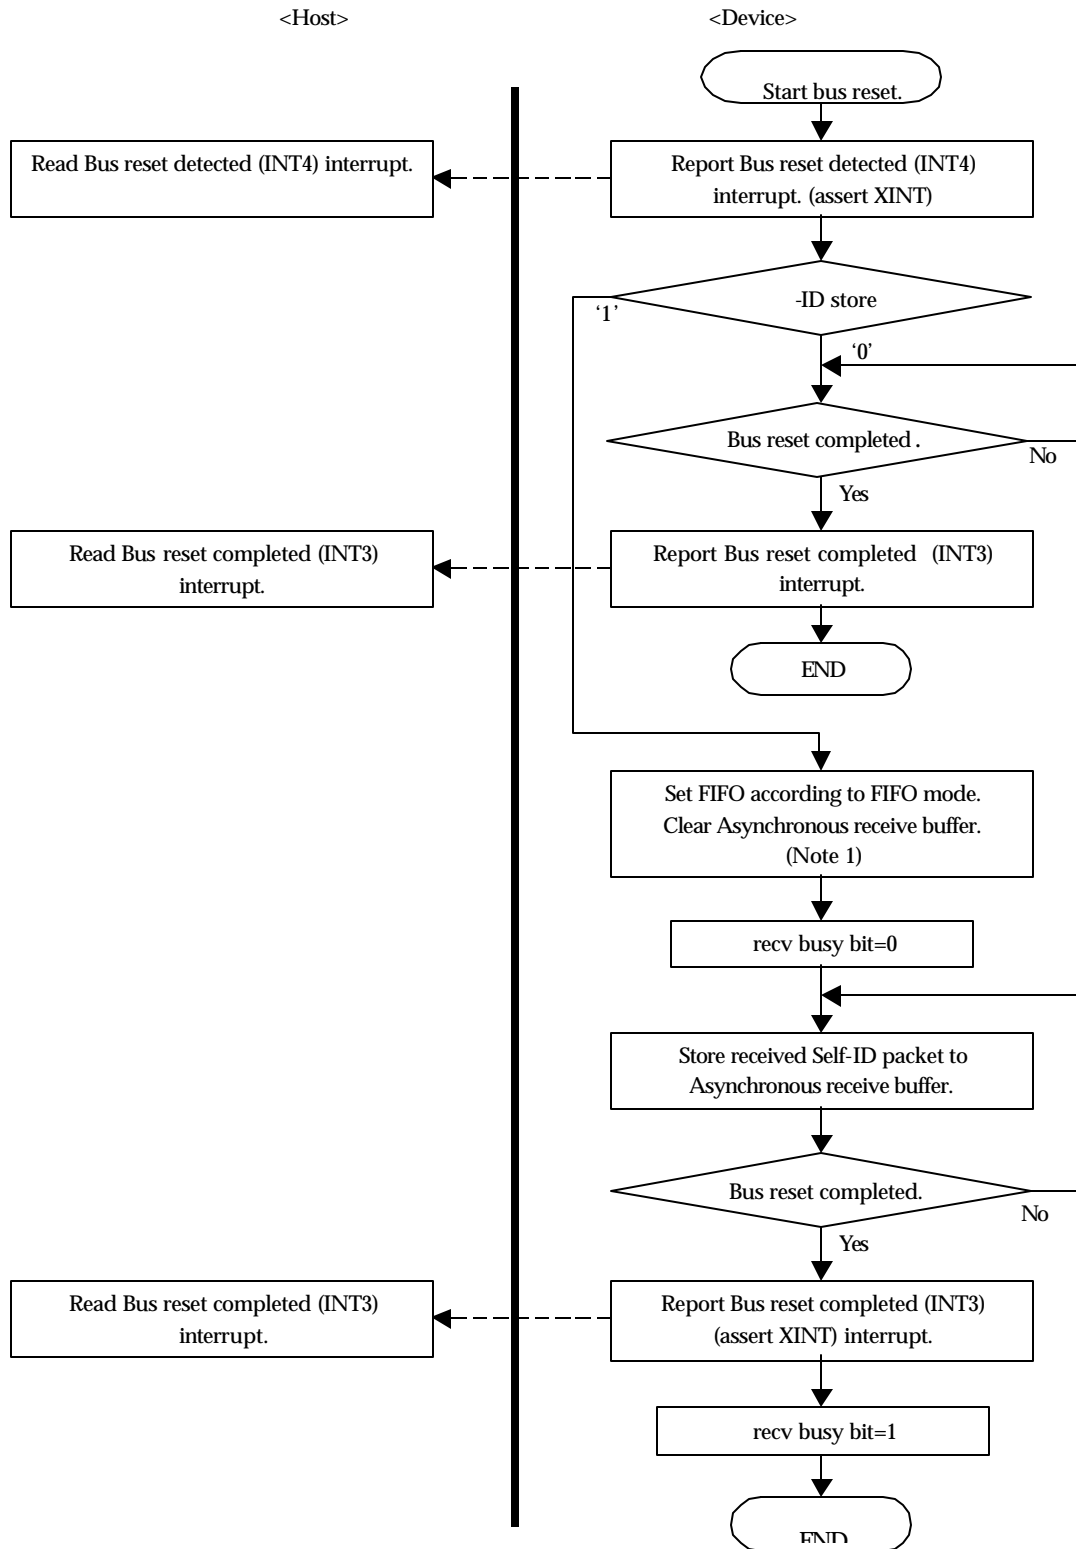 <Host>
<Device>
Start bus reset.
Read Bus reset detected (INT4) interrupt.
Report Bus reset detected (INT4)
interrupt. (assert XINT)
-ID store
‘1’
‘0’
Bus reset completed .
No
Yes
Read Bus reset completed (INT3)
interrupt.
Report Bus reset completed (INT3)
interrupt.
END
Set FIFO according to FIFO mode.
Clear Asynchronous receive buffer.
(Note 1)
recv busy bit=0
Store received Self-ID packet to
Asynchronous receive buffer.
Bus reset completed.
No
Yes
Read Bus reset completed (INT3)
interrupt.
Report Bus reset completed (INT3)
(assert XINT) interrupt.
recv busy bit=1
END